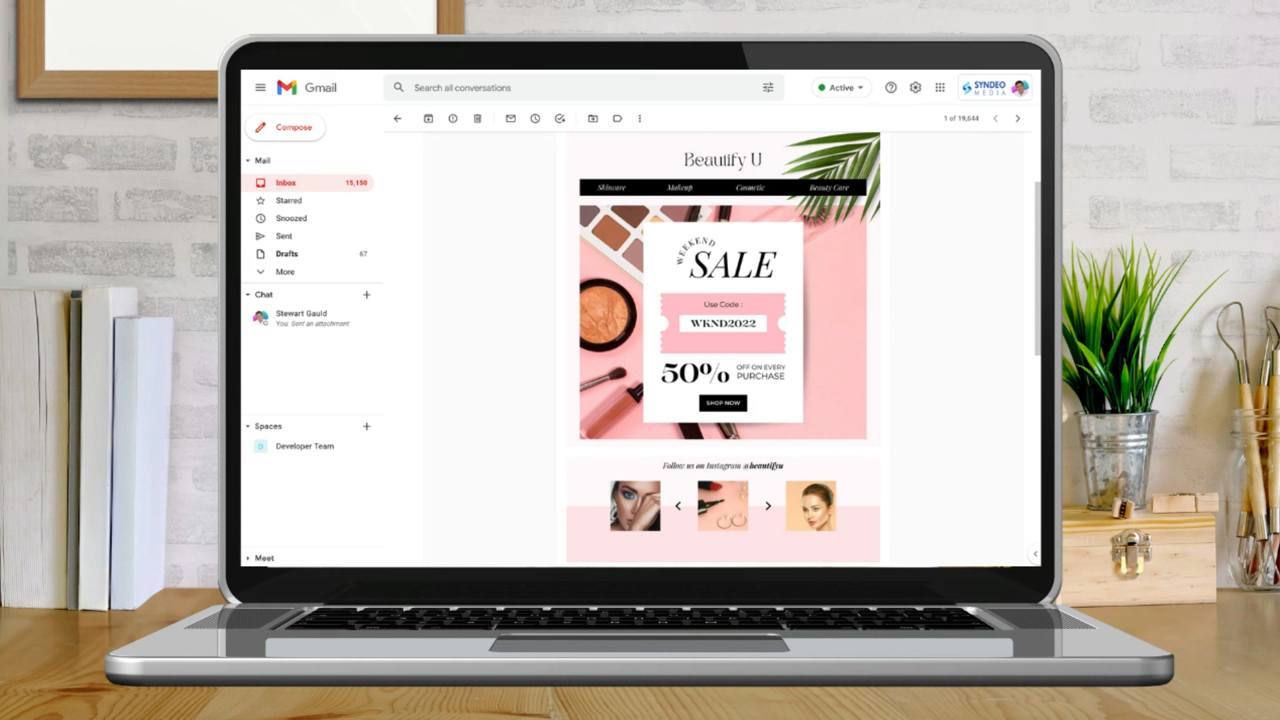 Gmail
Search all conversations
Active
SYNDEO
MEDIA
Compose
1 of 19,644
Mail
Inbox 15,150
Starred
Snoozed
Sent
Drafts 67
More
Chat
Stewart Gauld
You: Sent an attachment
Spaces
D Developer Team
Meet
Beautify U
Skincare Makeup Cosmetic Beauty Care
WEEKEND
SALE
Use Code :
WKND2022
50% OFF ON EVERY
PURCHASE
SHOP NOW
Follow us on Instagram @beautifyu